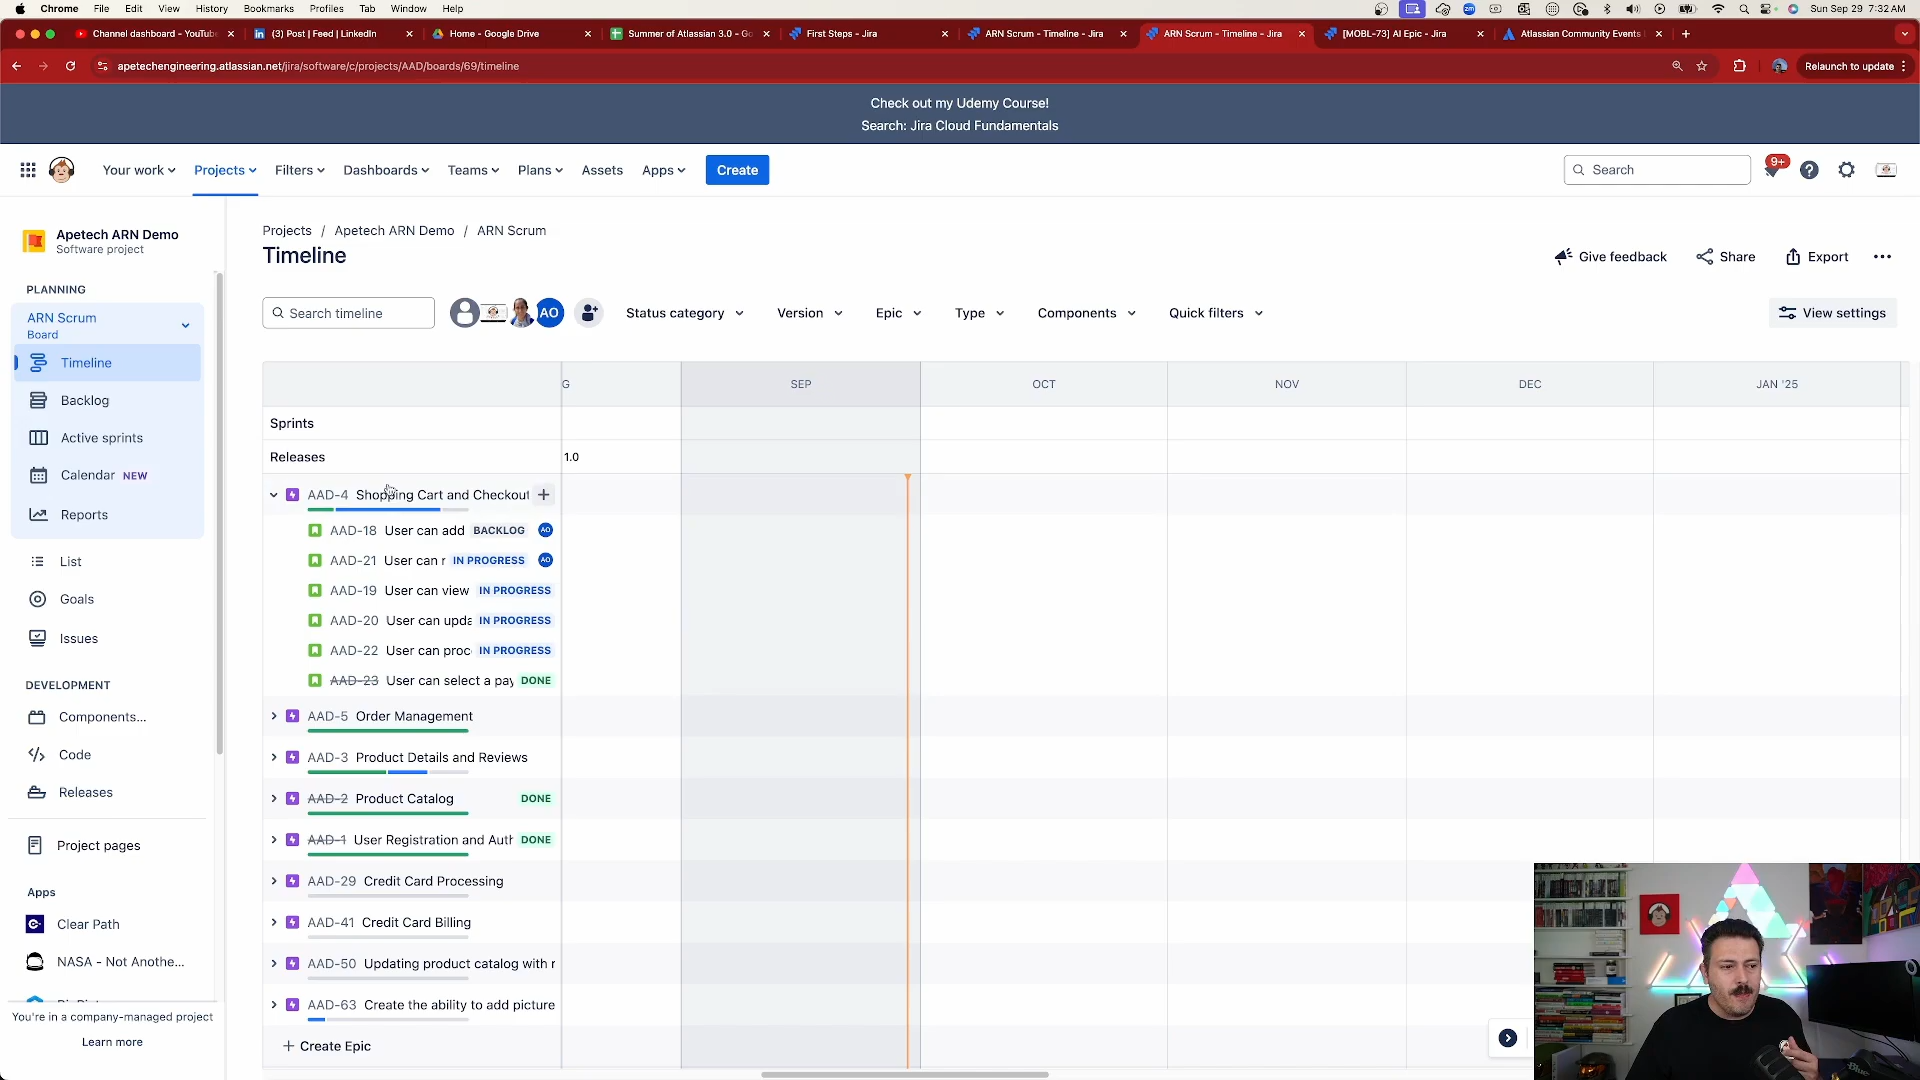 Chrome File Edit View History Bookmarks Profiles Tab Window Help
Sun Sep 29 7:32 AM
Channel dashboard - YouTube
(3) Post | Feed | LinkedIn
Home - Google Drive
Summer of Atlassian 3.0 - Go
First Steps - Jira
ARN Scrum - Timeline - Jira
ARN Scrum - Timeline - Jira
[MOBL-73] AI Epic - Jira
Atlassian Community Events
apetechengineering.atlassian.net/jira/software/c/projects/AAD/boards/69/timeline
Relaunch to update
Check out my Udemy Course!
Search: Jira Cloud Fundamentals
Your work Projects Filters Dashboards Teams Plans Assets Apps Create
Search
9+
Apetech ARN Demo
Software project
PLANNING
ARN Scrum
Board
Timeline
Backlog
Active sprints
Calendar NEW
Reports
List
Goals
Issues
DEVELOPMENT
Components...
Code
Releases
Project pages
Apps
Clear Path
NASA - Not Anothe...
You're in a company-managed project
Learn more
Projects / Apetech ARN Demo / ARN Scrum
Timeline
Give feedback Share Export
Search timeline
AO
Status category Version Epic Type Components Quick filters
View settings
G SEP OCT NOV DEC JAN '25
Sprints
Releases 1.0
AAD-4 Shopping Cart and Checkout
AAD-18 User can add BACKLOG AO
AAD-21 User can r IN PROGRESS AO
AAD-19 User can view IN PROGRESS
AAD-20 User can upda IN PROGRESS
AAD-22 User can proc IN PROGRESS
AAD-23 User can select a pay DONE
AAD-5 Order Management
AAD-3 Product Details and Reviews
AAD-2 Product Catalog DONE
AAD-1 User Registration and Auth DONE
AAD-29 Credit Card Processing
AAD-41 Credit Card Billing
AAD-50 Updating product catalog with r
AAD-63 Create the ability to add picture
+ Create Epic